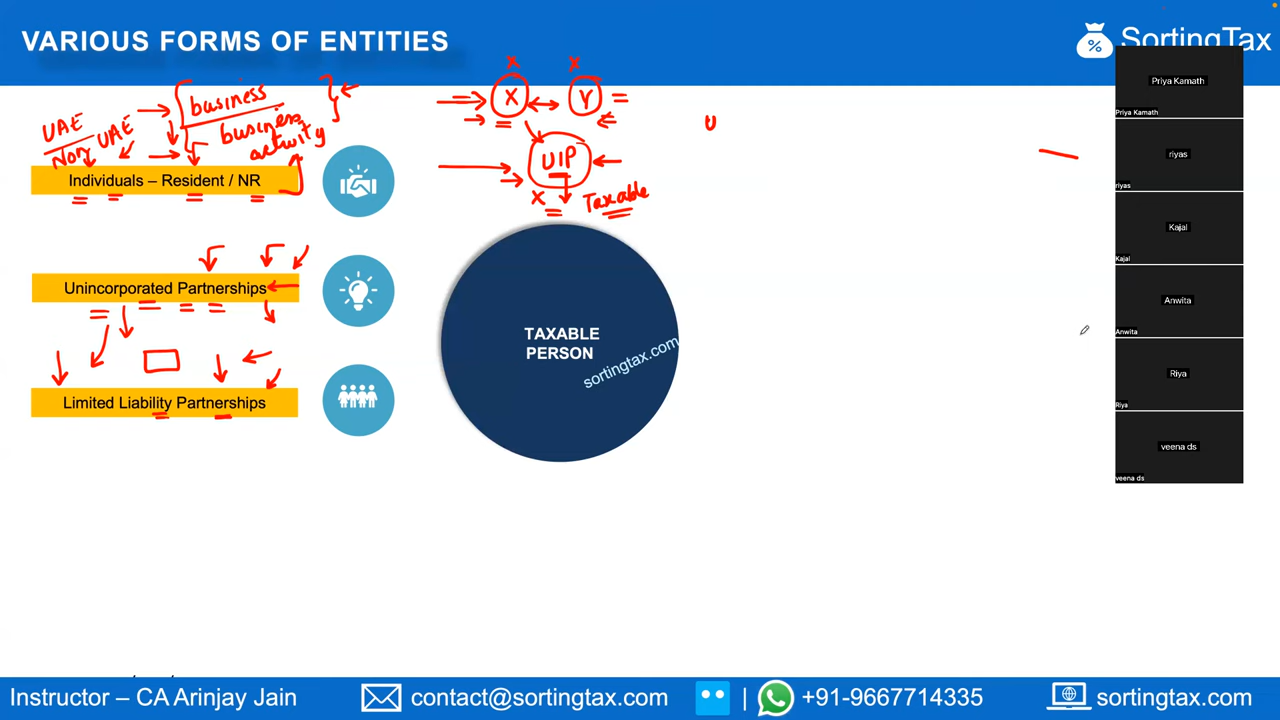 VARIOUS FORMS OF ENTITIES
SortingTax
UAE
Non UAE
business
business
activity
Individuals – Resident / NR
Unincorporated Partnerships
Limited Liability Partnerships
X X
X Y
UIP
X Taxable
U
TAXABLE
PERSON
sortingtax.com
Priya Kamath
Priya Kamath
riyas
riyas
Kajal
Kajal
Anwita
Anwita
Riya
Riya
veena ds
veena ds
Instructor – CA Arinjay Jain
contact@sortingtax.com
| +91-9667714335
sortingtax.com